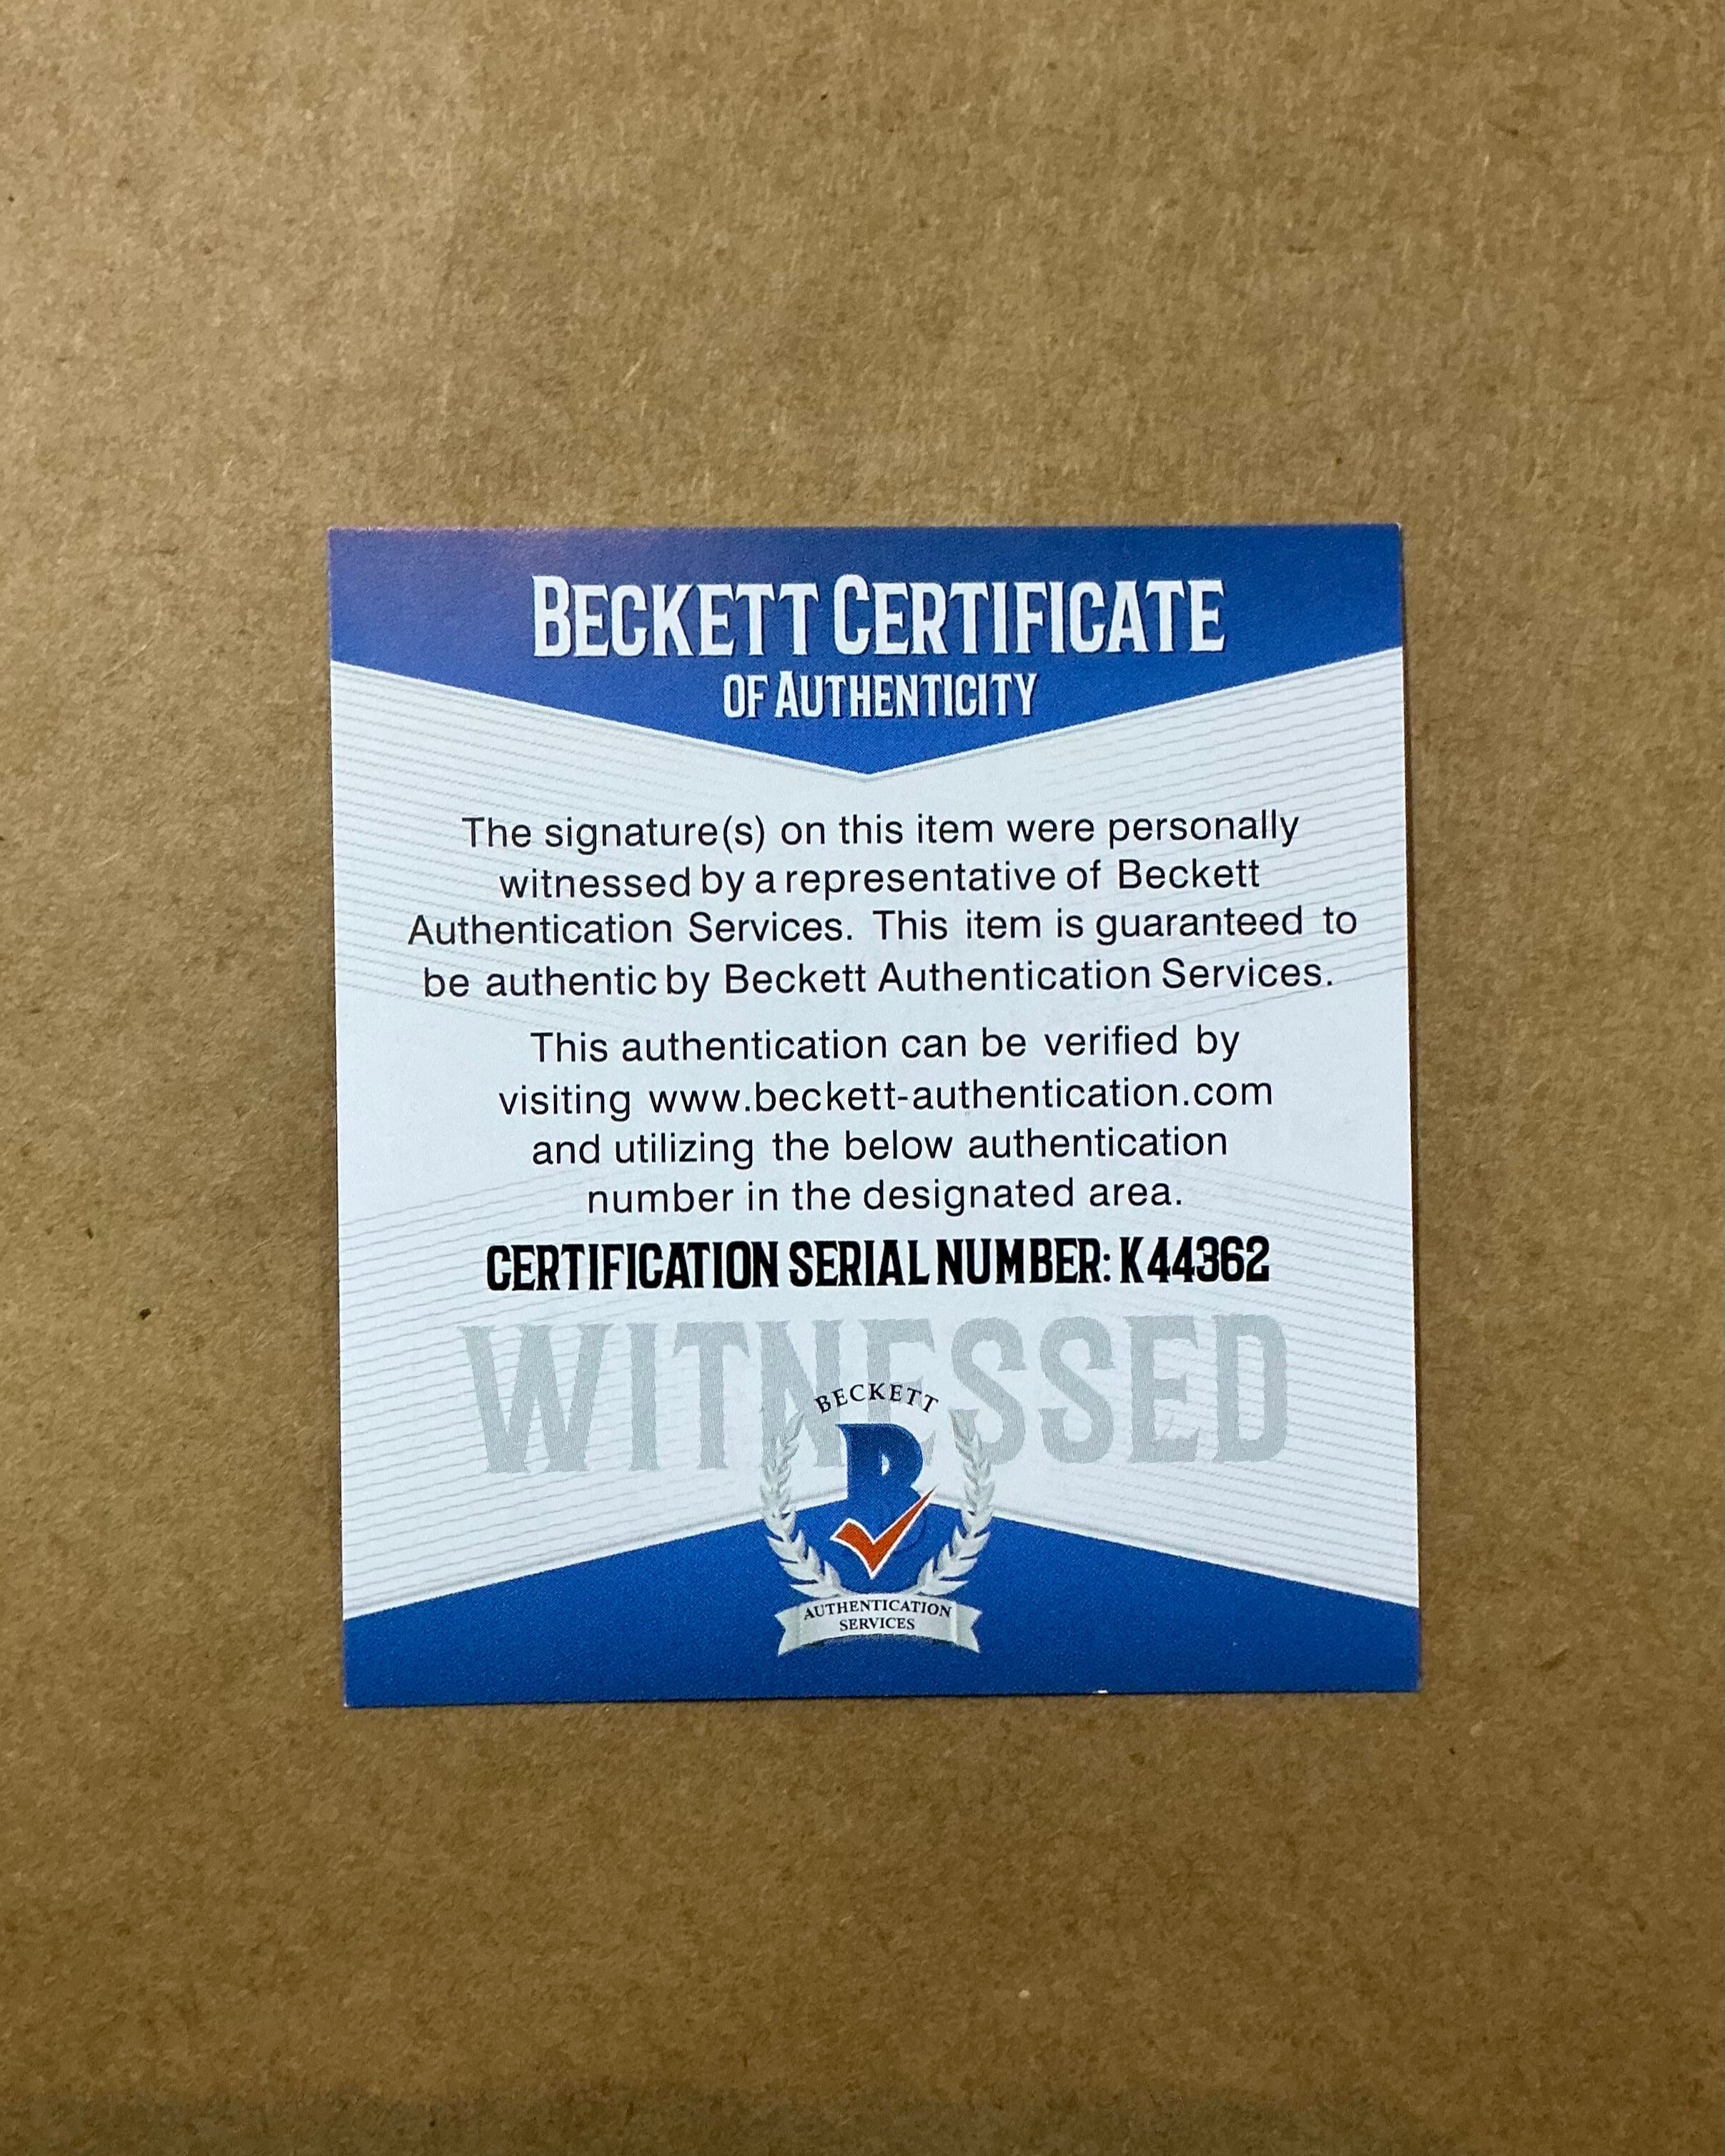 BECKETT CERTIFICATE
OF AUTHENTICITY
The signature(s) on this item were personally
witnessed by a representative of Beckett
Authentication Services. This item is guaranteed to
be authentic by Beckett Authentication Services.
This authentication can be verified by
visiting www.beckett-authentication.com
and utilizing the below authentication
number in the designated area.
CERTIFICATION SERIAL NUMBER: K44362
WITNESSED
BECKETT
B
AUTHENTICATION
SERVICES